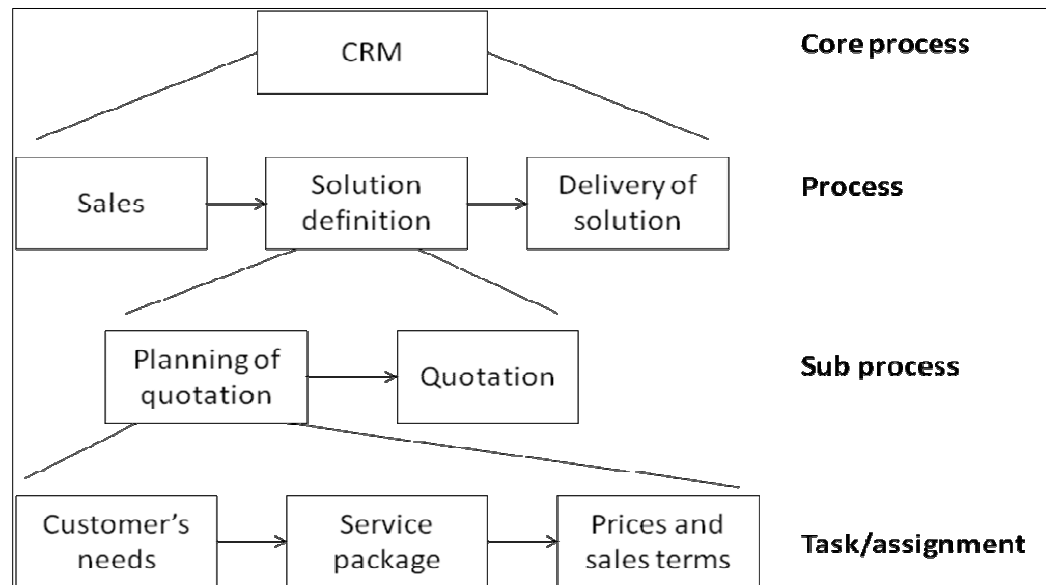 CRM
Core process
Sales
Solution
definition
Delivery of
solution
Process
Planning of
quotation
Quotation
Sub process
Customer's
needs
Service
package
Prices and
sales terms
Task/assignment